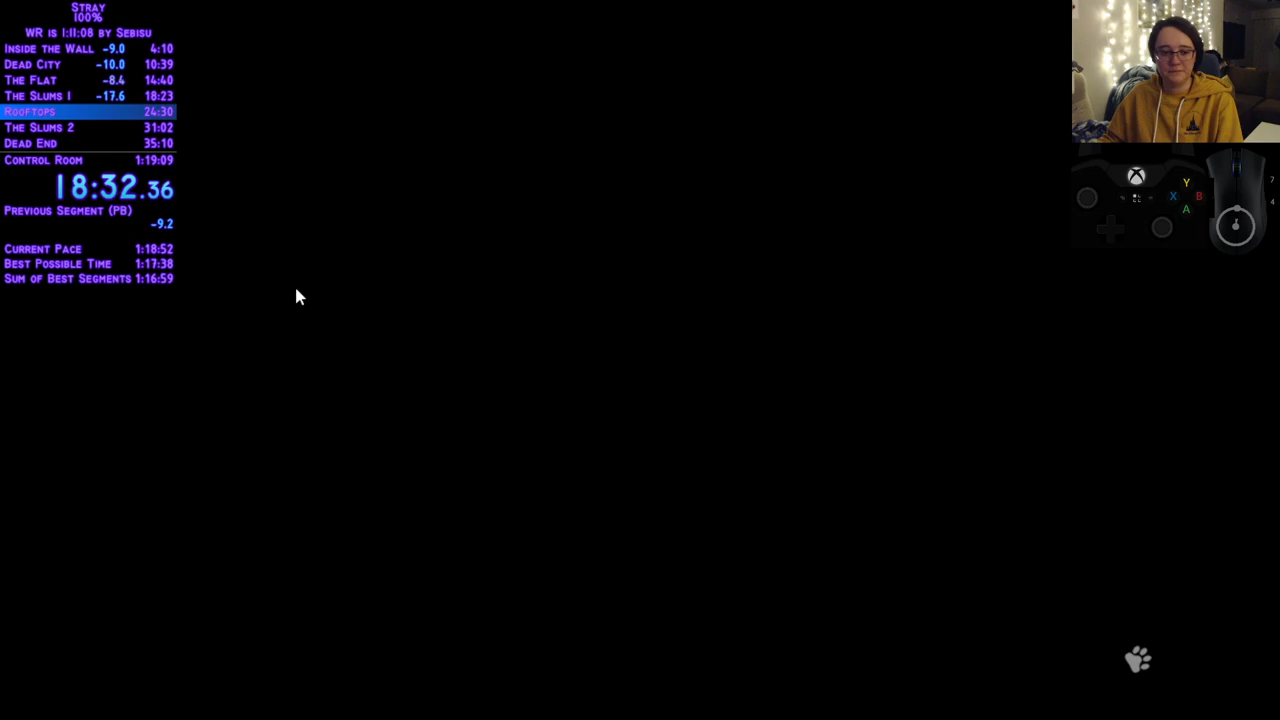 Stray
100%
WR is 1:11:08 by Sebisu
Inside the Wall -9.0 4:10
Dead City -10.0 10:39
The Flat -8.4 14:40
The Slums 1 -17.6 18:23
Rooftops 24:30
The Slums 2 31:02
Dead End 35:10
Control Room 1:19:09
18:32.36
Previous Segment (PB)
-9.2
Current Pace 1:18:52
Best Possible Time 1:17:38
Sum of Best Segments 1:16:59
Y
X B
A
7
4